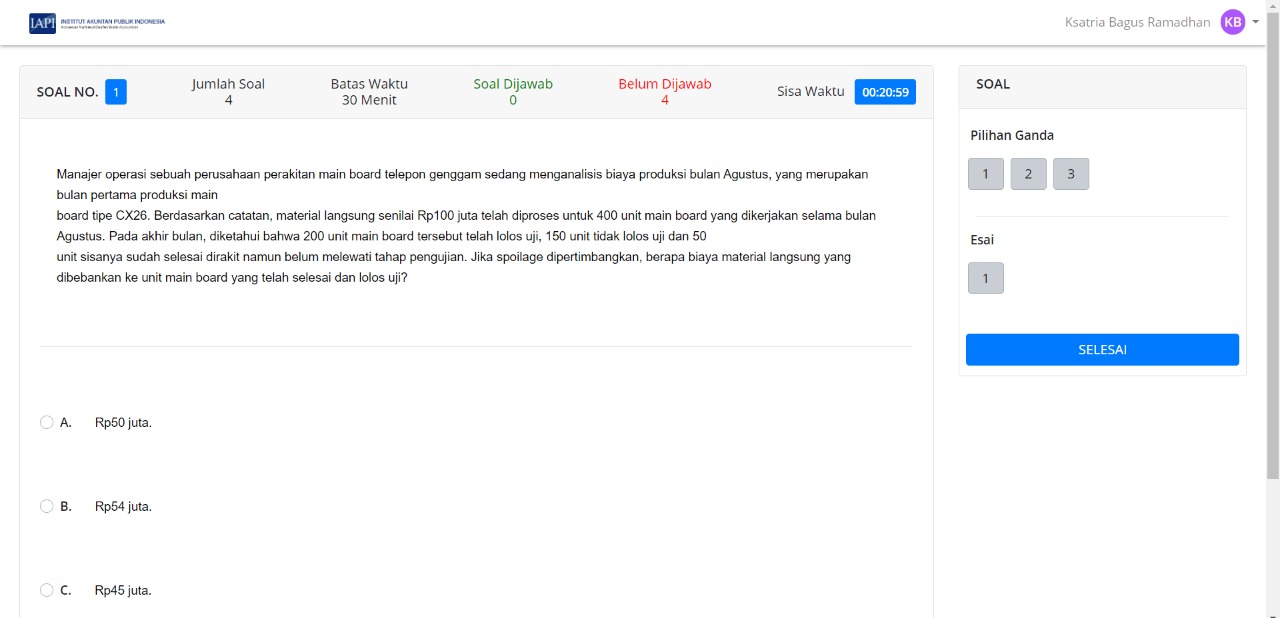 IAPI INSTITUT AKUNTAN PUBLIK INDONESIA
Ksatria Bagus Ramadhan KB
SOAL NO. 1
Jumlah Soal
4
Batas Waktu
30 Menit
Soal Dijawab
0
Belum Dijawab
4
Sisa Waktu 00:20:59
Manajer operasi sebuah perusahaan perakitan main board telepon genggam sedang menganalisis biaya produksi bulan Agustus, yang merupakan
bulan pertama produksi main
board tipe CX26. Berdasarkan catatan, material langsung senilai Rp100 juta telah diproses untuk 400 unit main board yang dikerjakan selama bulan
Agustus. Pada akhir bulan, diketahui bahwa 200 unit main board tersebut telah lolos uji, 150 unit tidak lolos uji dan 50
unit sisanya sudah selesai dirakit namun belum melewati tahap pengujian. Jika spoilage dipertimbangkan, berapa biaya material langsung yang
dibebankan ke unit main board yang telah selesai dan lolos uji?
A. Rp50 juta.
B. Rp54 juta.
C. Rp45 juta.
SOAL
Pilihan Ganda
1 2 3
Esai
1
SELESAI